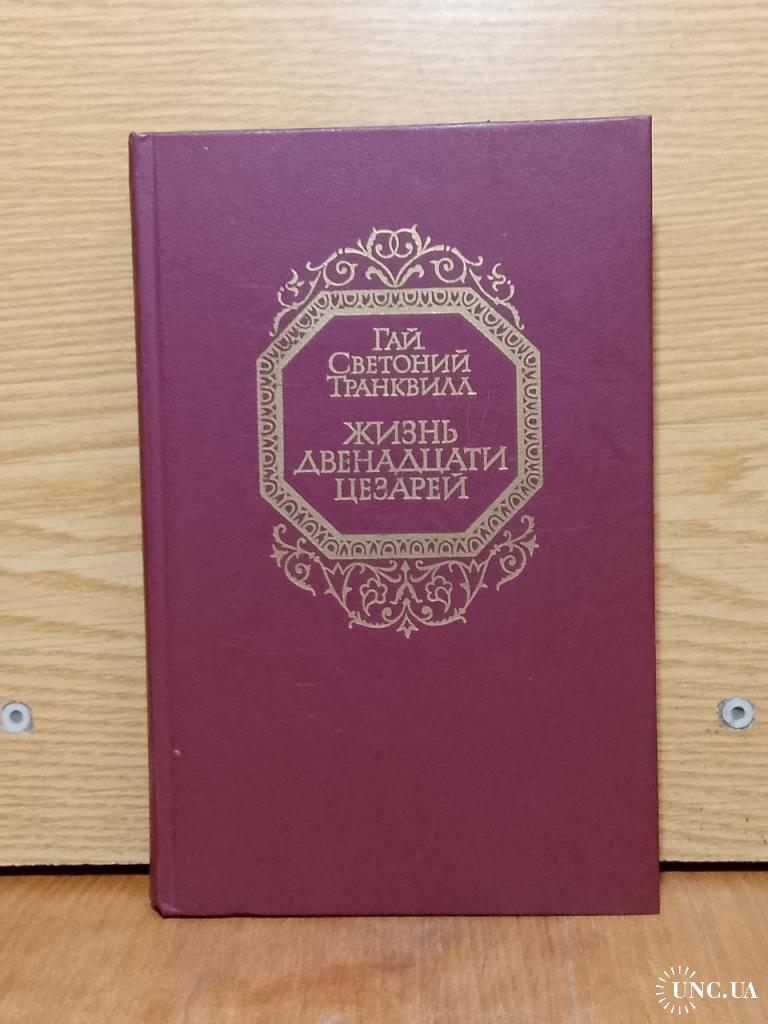 Гай
Светоний
Транквилл
ЖИЗНЬ
ДВЕНАДЦАТИ
ЦЕЗАРЕЙ
UNC.UA